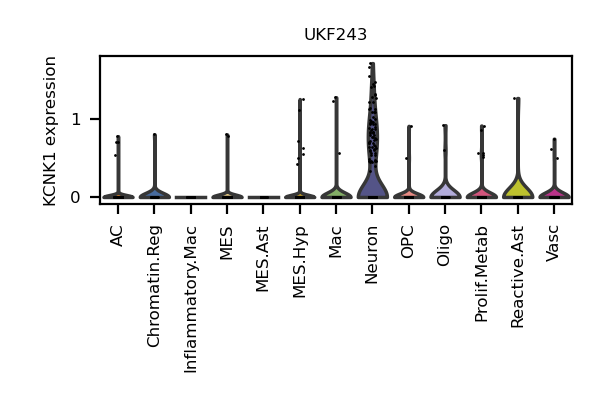 UKF243
KCNK1 expression
1
0
AC
Chromatin.Reg
Inflammatory.Mac
MES
MES.Ast
MES.Hyp
Mac
Neuron
OPC
Oligo
Prolif.Metab
Reactive.Ast
Vasc